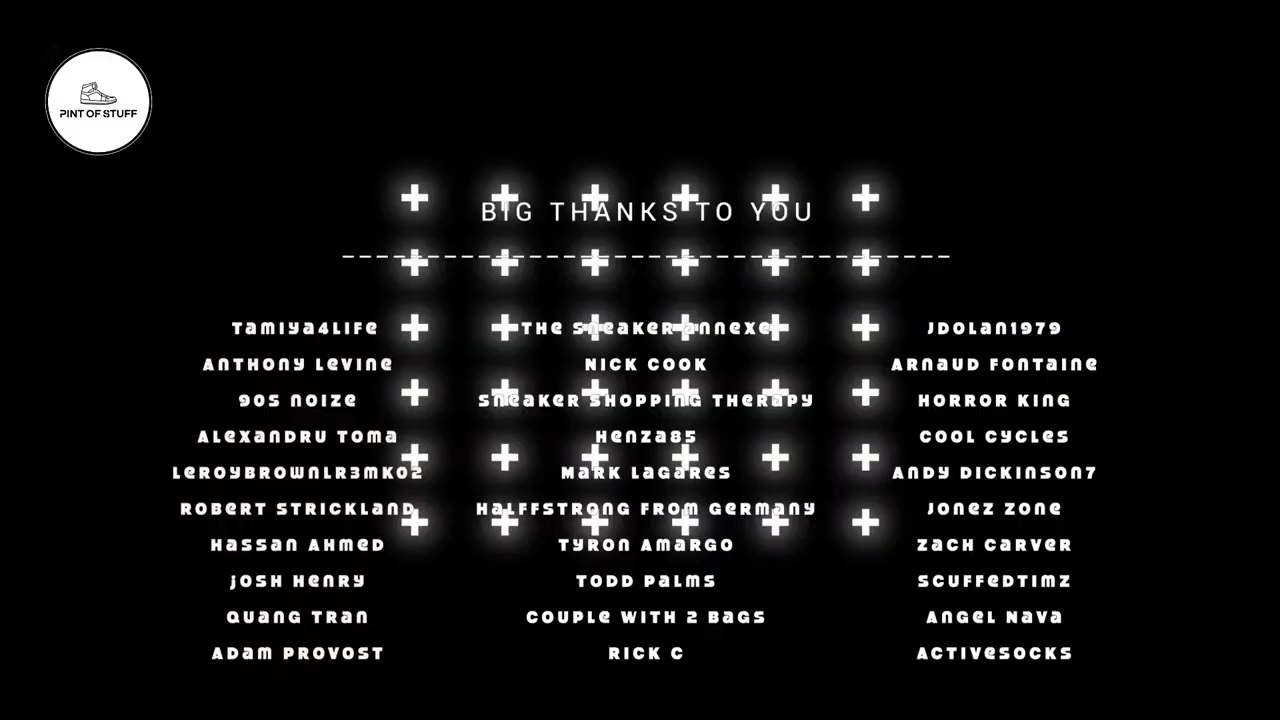 PINT OF STUFF
BIG THANKS TO YOU
Tamiya4Life
The Sneaker Annexe
JDolan1979
Anthony Levine
Nick Cook
Arnaud Fontaine
90s Noize
Sneaker Shopping Therapy
Horror King
Alexandru Toma
Henza85
Cool Cycles
LeroyBrownLR3MK02
Mark Lagares
Andy Dickinson7
Robert Strickland
Halffstrong From Germany
Jonez Zone
Hassan Ahmed
Tyron Amargo
Zach Carver
Josh Henry
Todd Palms
ScuffedTimz
Quang Tran
Couple With 2 Bags
Angel Nava
Adam Provost
Rick C
ActiveSocks